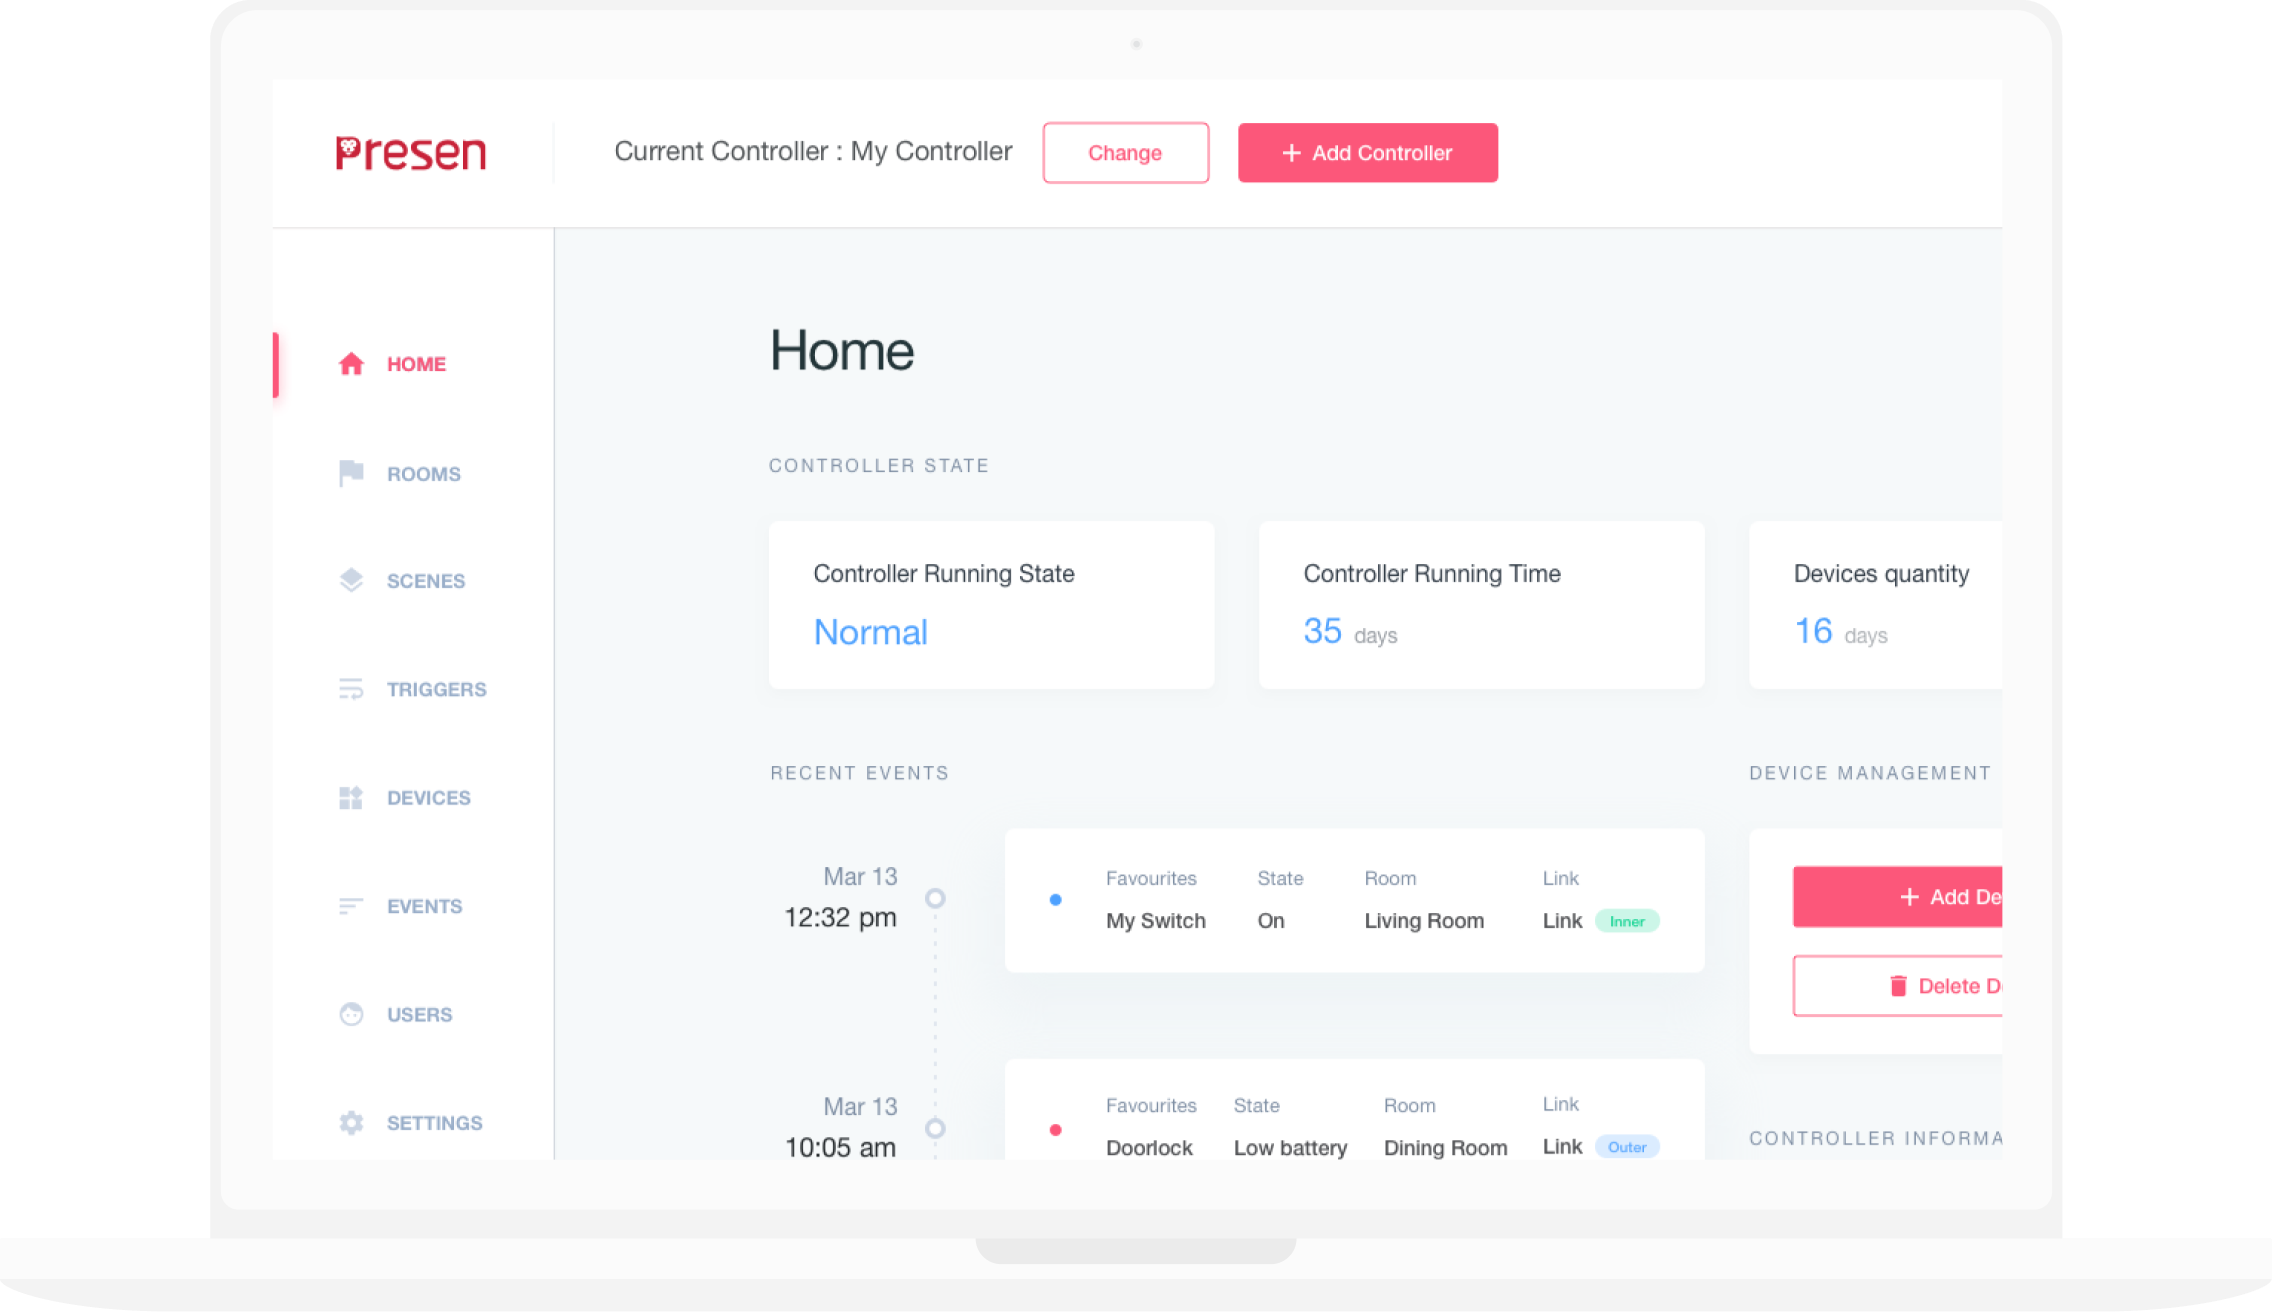 Presen
Current Controller : My Controller
Change
Add Controller
HOME
ROOMS
SCENES
TRIGGERS
DEVICES
EVENTS
USERS
SETTINGS
Home
CONTROLLER STATE
Controller Running State
Normal
Controller Running Time
35 days
Devices quantity
16 days
RECENT EVENTS
Mar 13
12:32 pm
Favourites State Room Link
My Switch On Living Room Link Inner
Mar 13
10:05 am
Favourites State Room Link
Doorlock Low battery Dining Room Link Outer
DEVICE MANAGEMENT
Add De
Delete D
CONTROLLER INFORMA